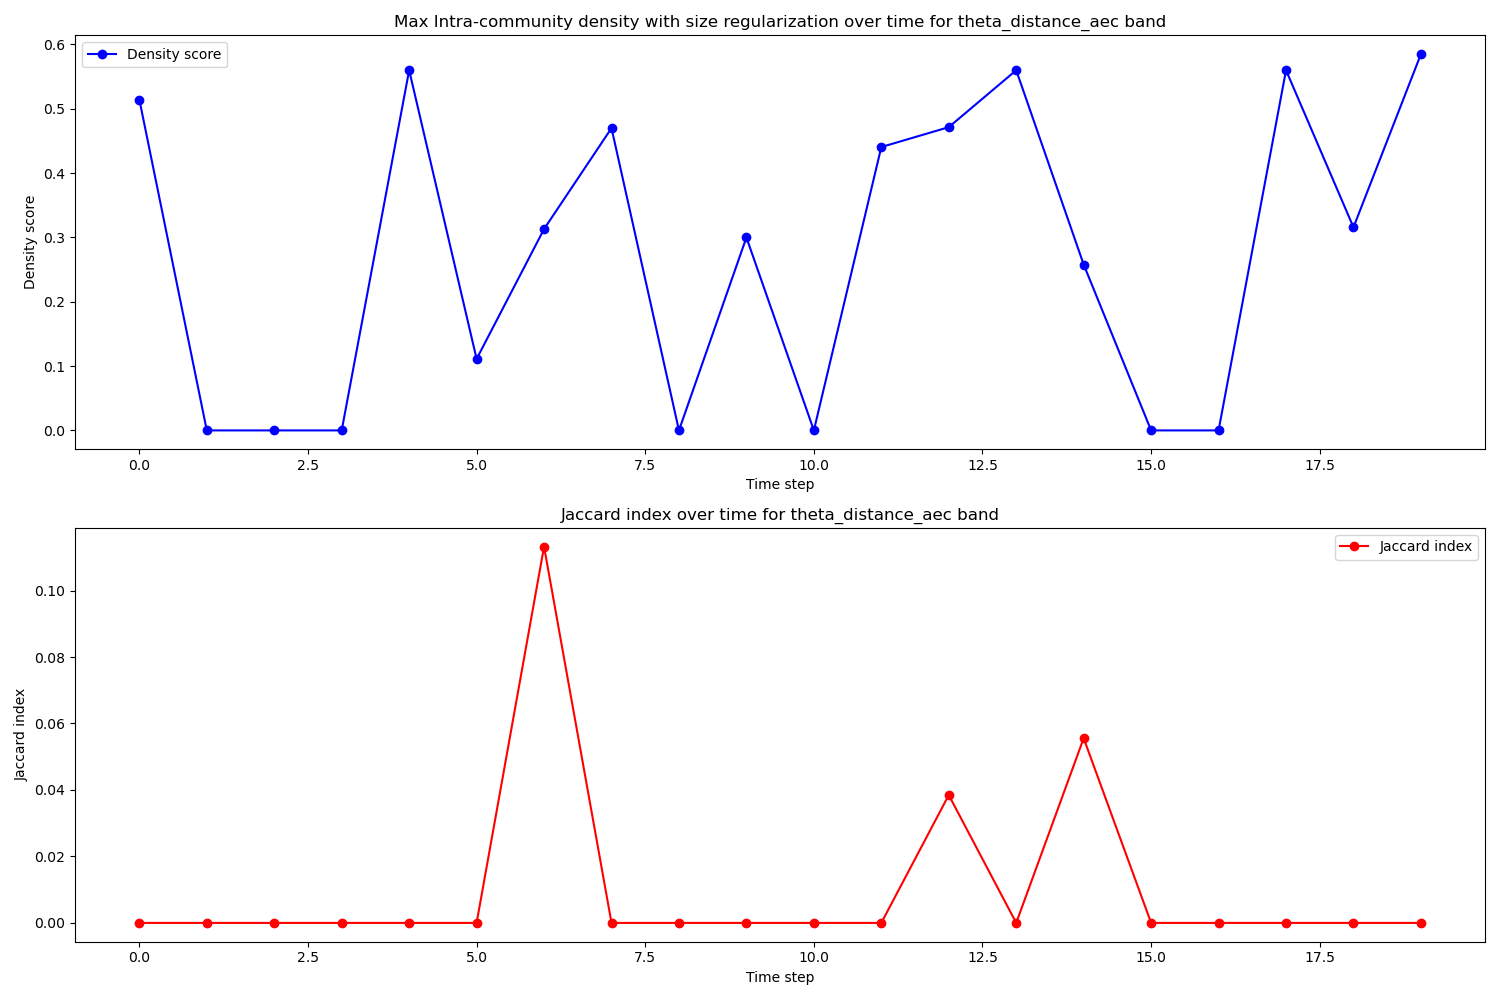 Max Intra-community density with size regularization over time for theta_distance_aec band
Density score
0.6
0.5
0.4
0.3
0.2
0.1
0.0
Density score
0.0 2.5 5.0 7.5 10.0 12.5 15.0 17.5
Time step
Jaccard index over time for theta_distance_aec band
Jaccard index
0.10
0.08
0.06
0.04
0.02
0.00
Jaccard index
0.0 2.5 5.0 7.5 10.0 12.5 15.0 17.5
Time step